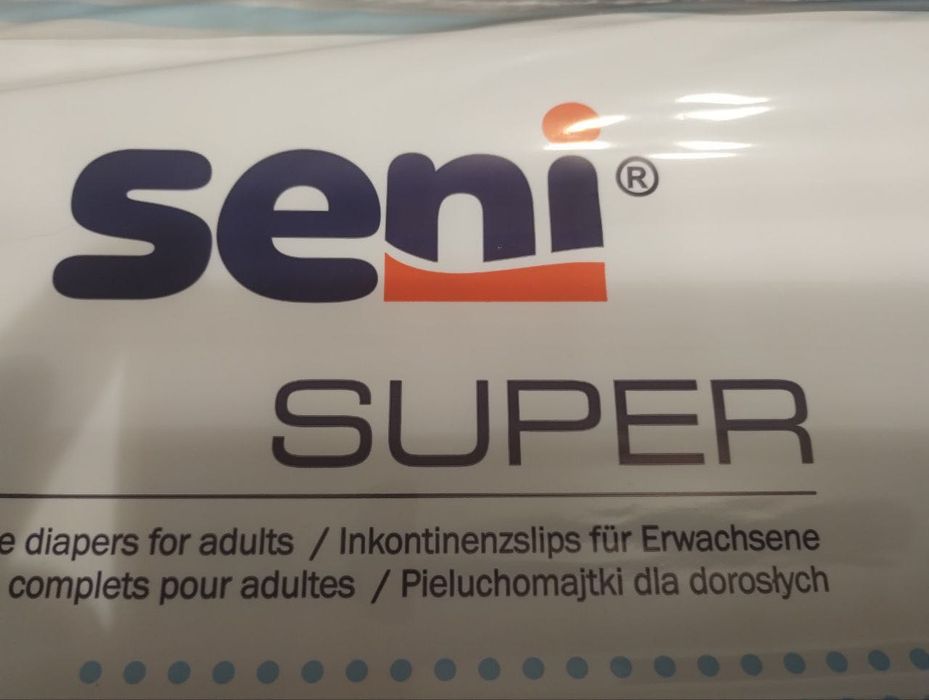 seni®
SUPER
e diapers for adults / Inkontinenzslips für Erwachsene
complets pour adultes / Pieluchomajtki dla dorosłych